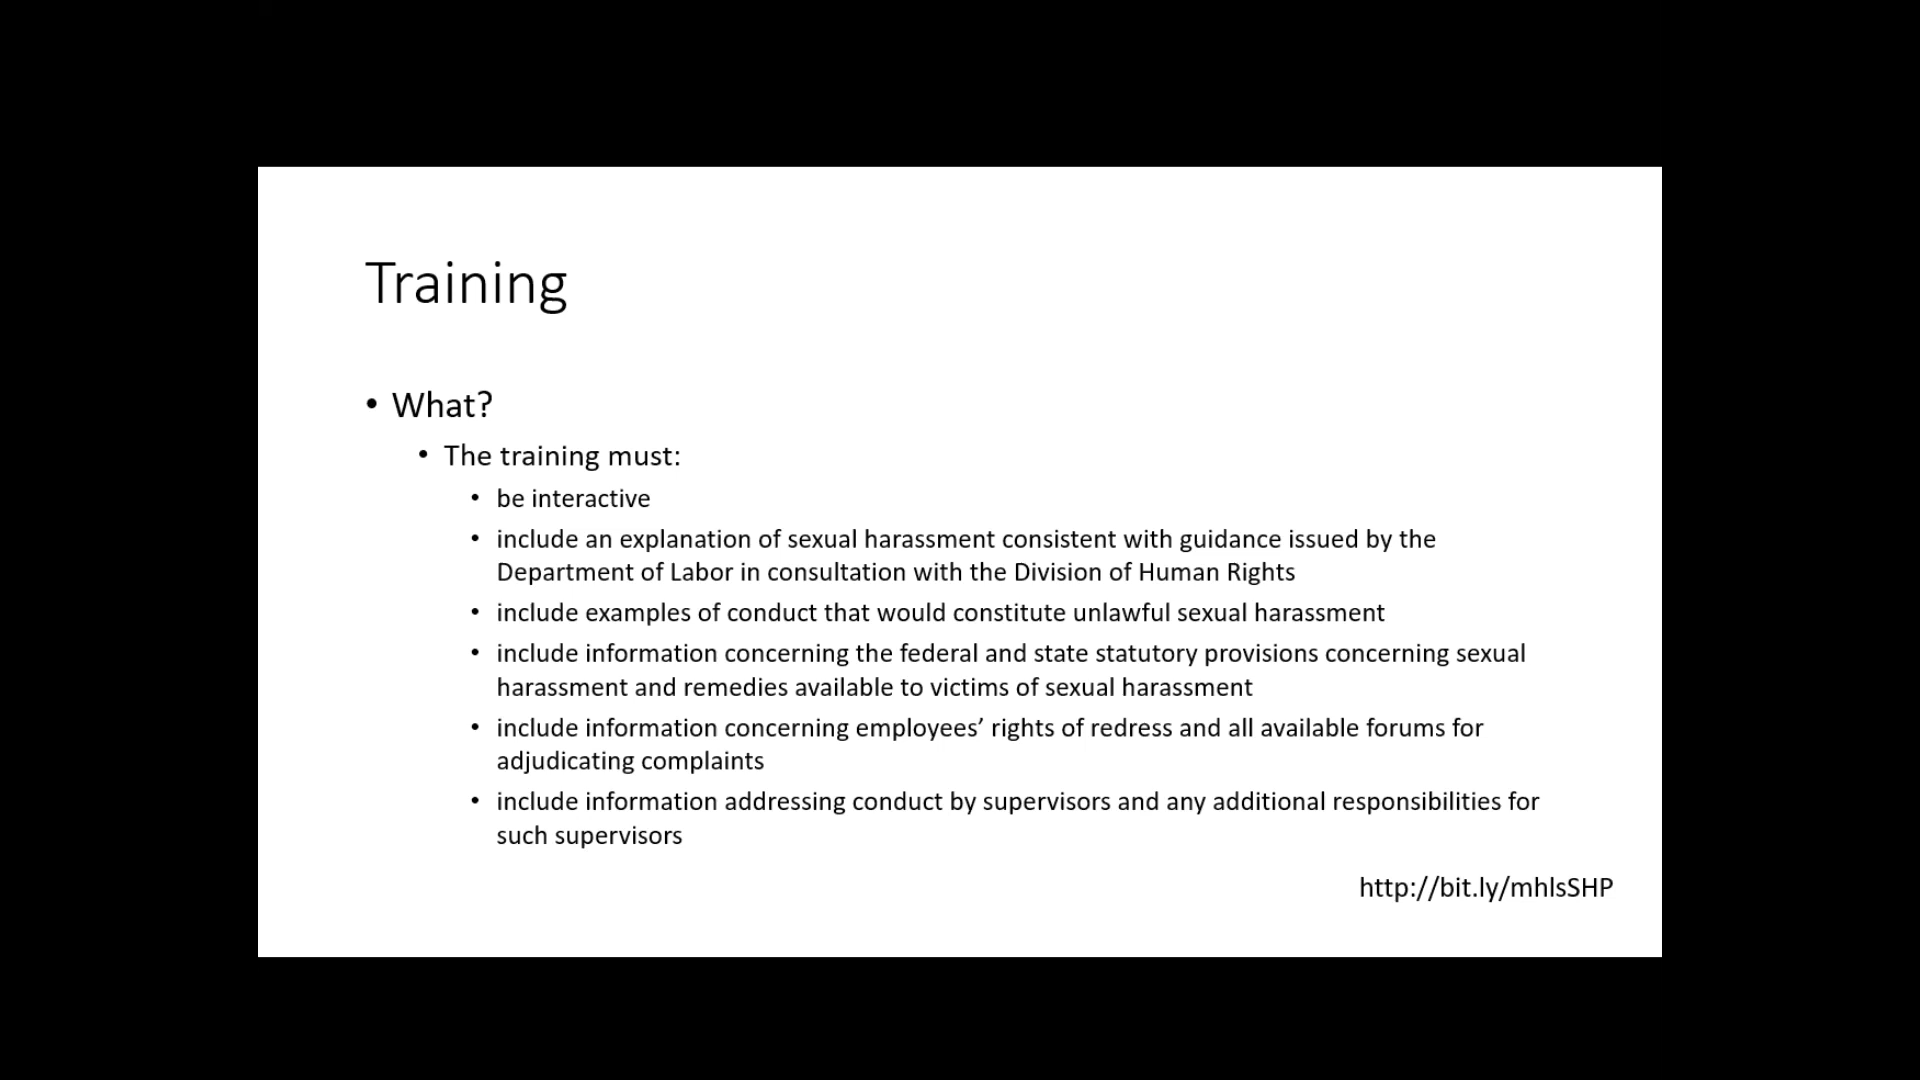 Training
• What?
• The training must:
• be interactive
• include an explanation of sexual harassment consistent with guidance issued by the
Department of Labor in consultation with the Division of Human Rights
• include examples of conduct that would constitute unlawful sexual harassment
• include information concerning the federal and state statutory provisions concerning sexual
harassment and remedies available to victims of sexual harassment
• include information concerning employees’ rights of redress and all available forums for
adjudicating complaints
• include information addressing conduct by supervisors and any additional responsibilities for
such supervisors
http://bit.ly/mhlsSHP